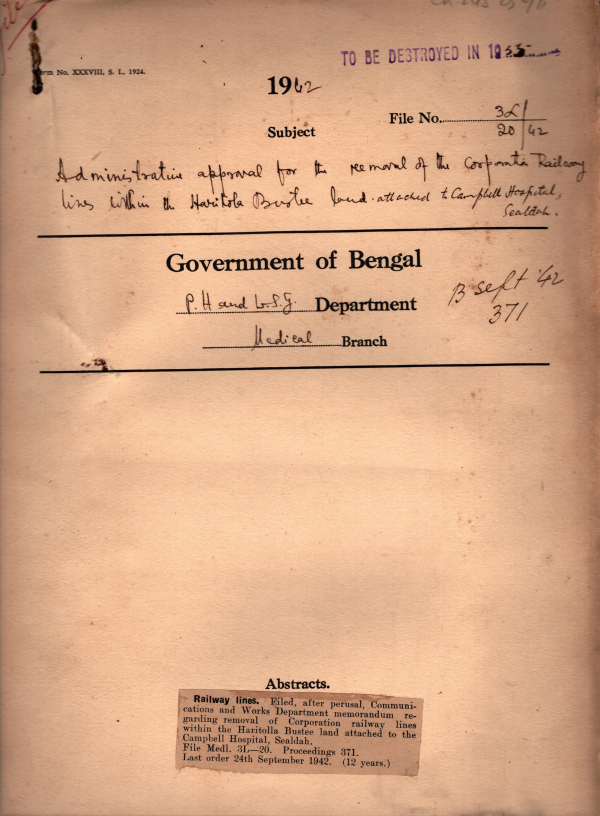 TO BE DESTROYED IN 1955
Form No. XXXVIII, S. I., 1924.
1942
File No. 3L/20/42
Subject
Administrative approval for the removal of the Corporation Railway
lines within the Haritola Bustee land attached to Campbell Hospital,
Sealdah.
Government of Bengal
P. H and L.S.G. Department
Medical Branch
B Sept '42
371
Abstracts.
Railway lines. Filed, after perusal, Communi-
cations and Works Department memorandum re-
garding removal of Corporation railway lines
within the Haritolla Bustee land attached to the
Campbell Hospital, Sealdah.
File Medl. 3L—20. Proceedings 371.
Last order 24th September 1942. (12 years.)